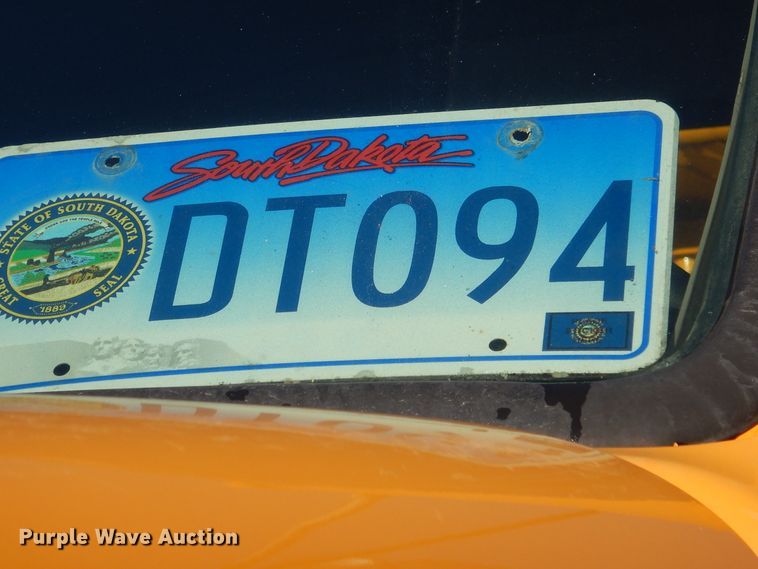 South Dakota
STATE OF SOUTH DAKOTA
GREAT SEAL
1889
DT094
Purple Wave Auction